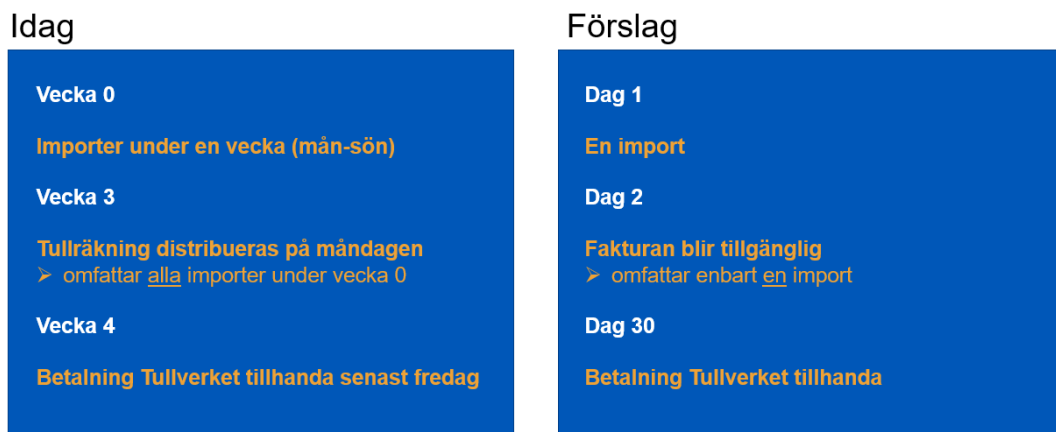 Idag
Vecka 0
Importer under en vecka (mån-sön)
Vecka 3
Tullräkning distribueras på måndagen
➢ omfattar alla importer under vecka 0
Vecka 4
Betalning Tullverket tillhanda senast fredag
Förslag
Dag 1
En import
Dag 2
Fakturan blir tillgänglig
➢ omfattar enbart en import
Dag 30
Betalning Tullverket tillhanda